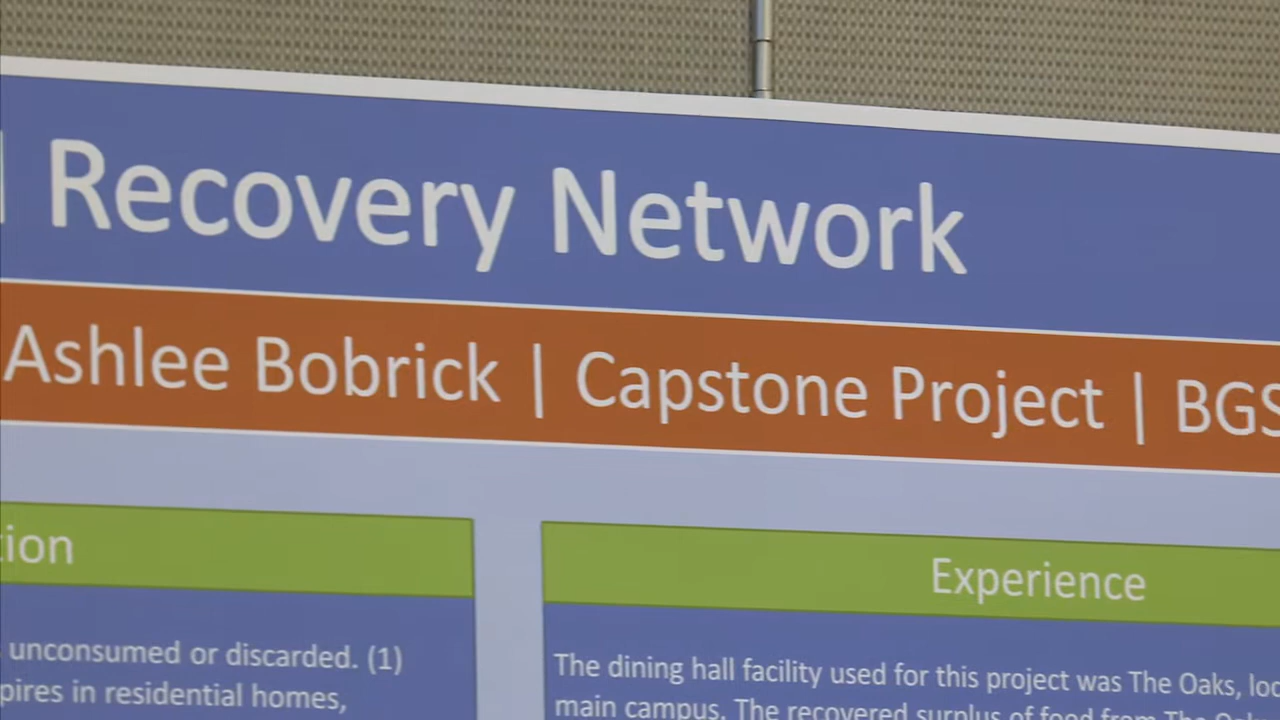 Recovery Network
Ashlee Bobrick | Capstone Project | BGS
tion
unconsumed or discarded. (1)
pires in residential homes,
Experience
The dining hall facility used for this project was The Oaks, loc
main campus. The recovered surplus of food from The Oaks